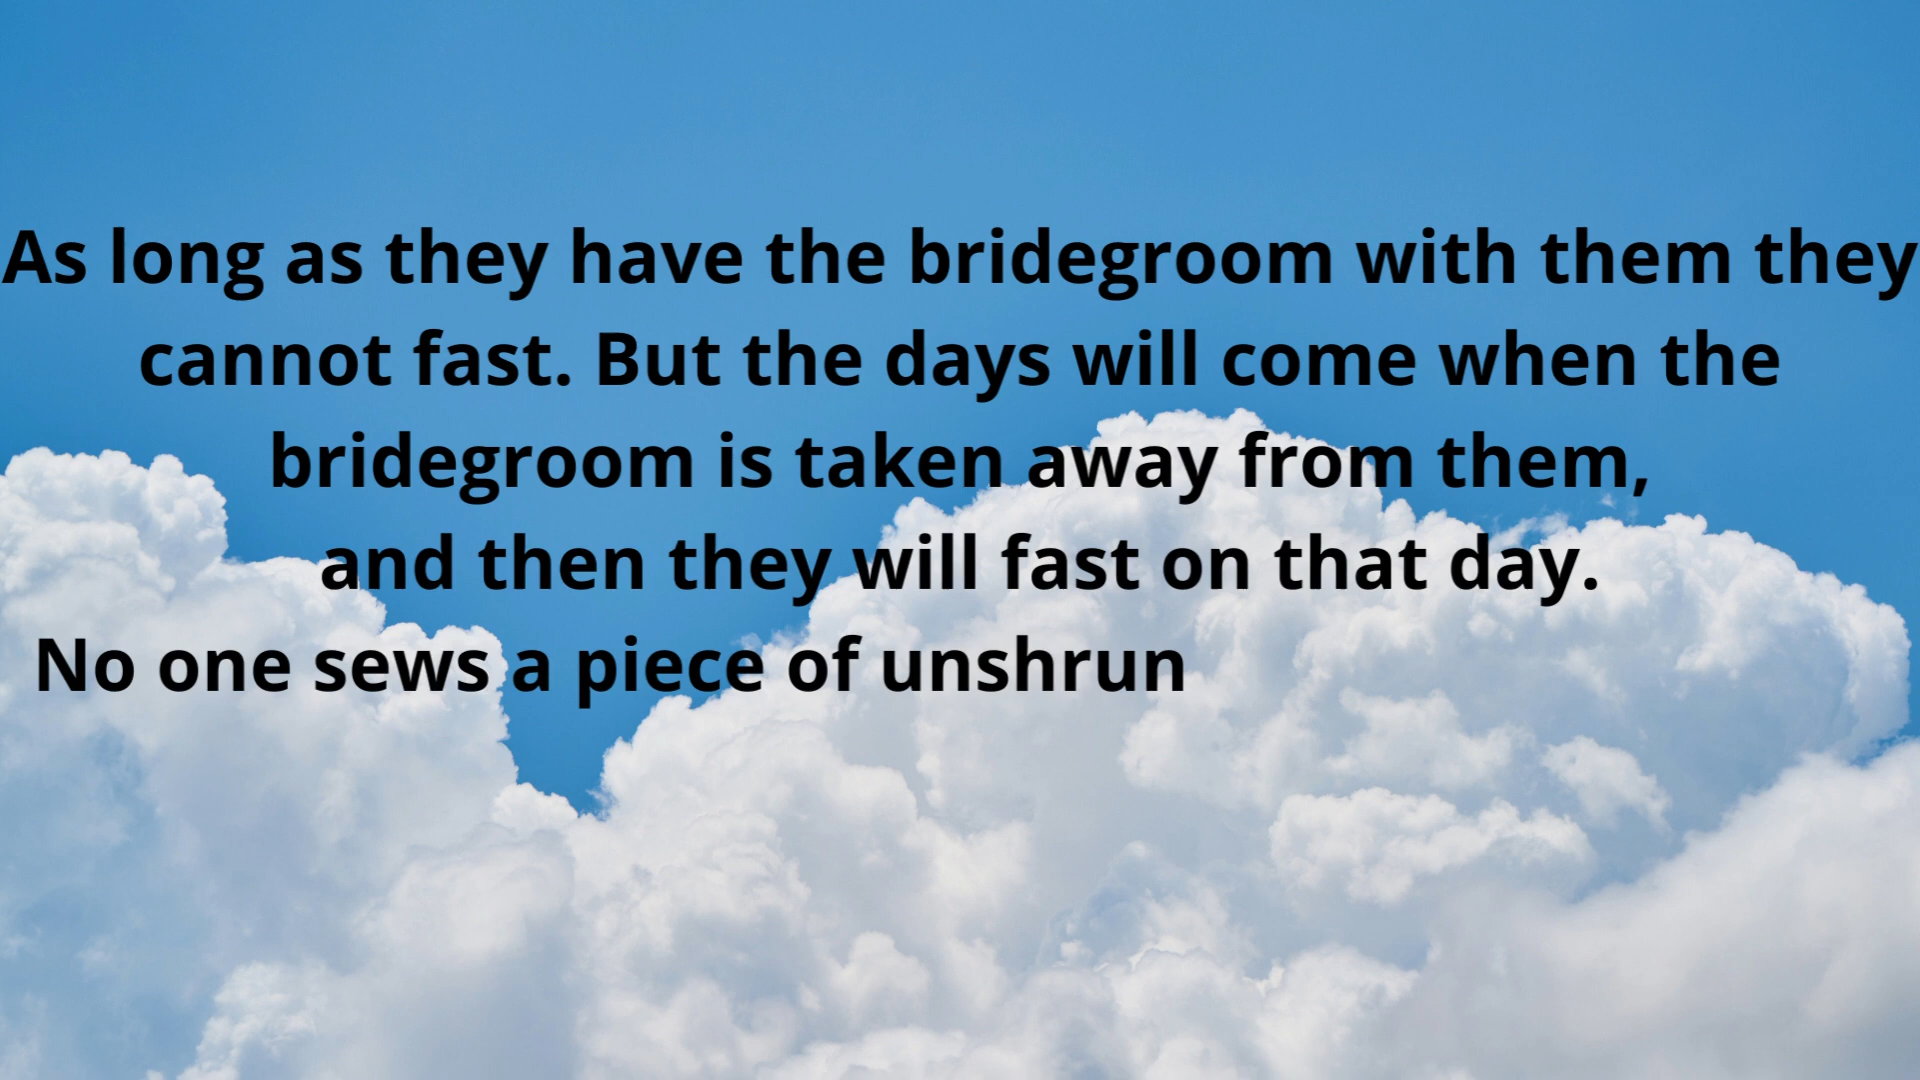 As long as they have the bridegroom with them they
cannot fast. But the days will come when the
bridegroom is taken away from them,
and then they will fast on that day.
No one sews a piece of unshrun